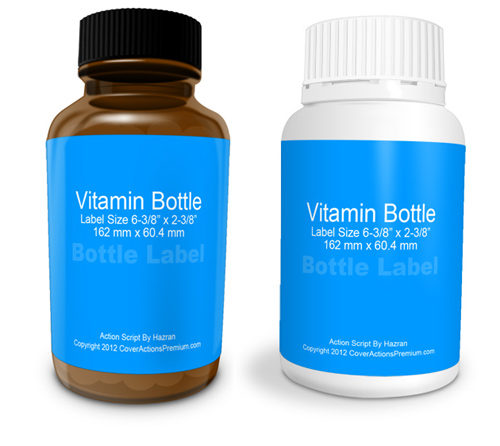 Vitamin Bottle
Label Size 6-3/8” x 2-3/8”
162 mm x 60.4 mm
Bottle Label
Action Script By Hazran
Copyright 2012 CoverActionsPremium.com
Vitamin Bottle
Label Size 6-3/8” x 2-3/8”
162 mm x 60.4 mm
Bottle Label
Action Script By Hazran
Copyright 2012 CoverActionsPremium.com